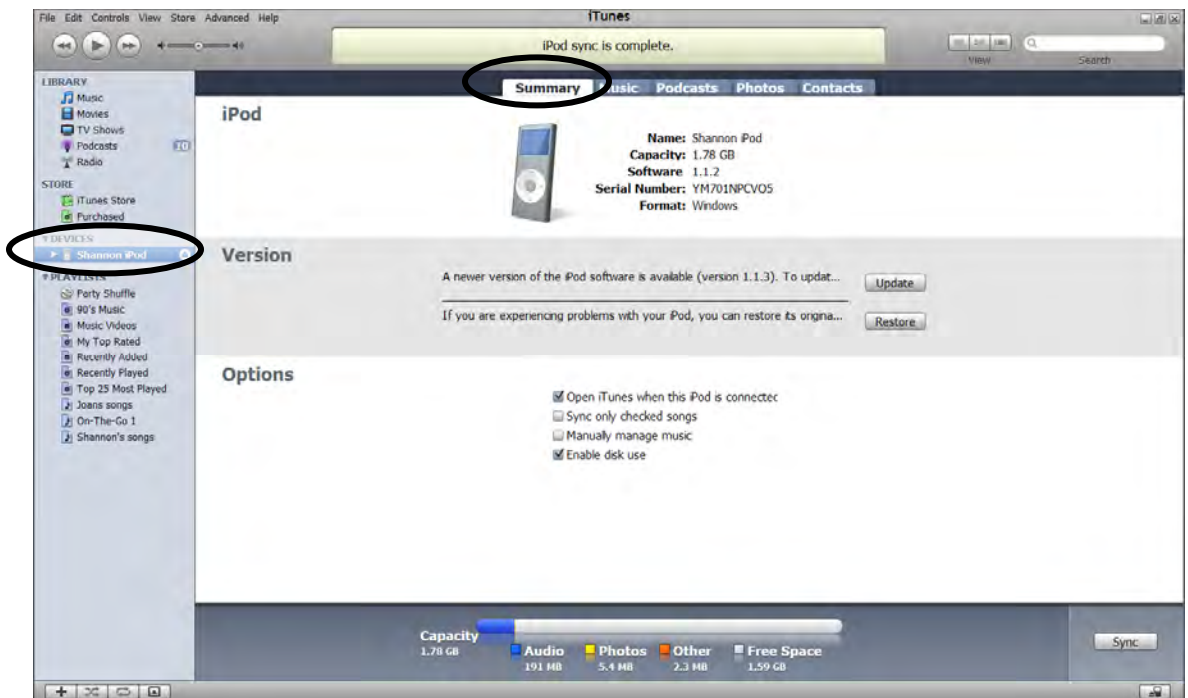 File Edit Controls View Store Advanced Help
iTunes
iPod sync is complete.
View
Search
LIBRARY
Music
Movies
TV Shows
Podcasts
Radio
STORE
iTunes Store
Purchased
DEVICES
Shannon iPod
PLAYLISTS
Party Shuffle
90's Music
Music Videos
My Top Rated
Recently Added
Recently Played
Top 25 Most Played
Joans songs
On-The-Go 1
Shannon's songs
Summary Music Podcasts Photos Contacts
iPod
Name: Shannon iPod
Capacity: 1.78 GB
Software 1.1.2
Serial Number: YM701NPCVO5
Format: Windows
Version
A newer version of the iPod software is available (version 1.1.3). To updat...
Update
If you are experiencing problems with your iPod, you can restore its origina...
Restore
Options
Open iTunes when this iPod is connected
Sync only checked songs
Manually manage music
Enable disk use
Capacity
1.78 GB
Audio Photos Other Free Space
191 MB 5.4 MB 2.3 MB 1.59 GB
Sync